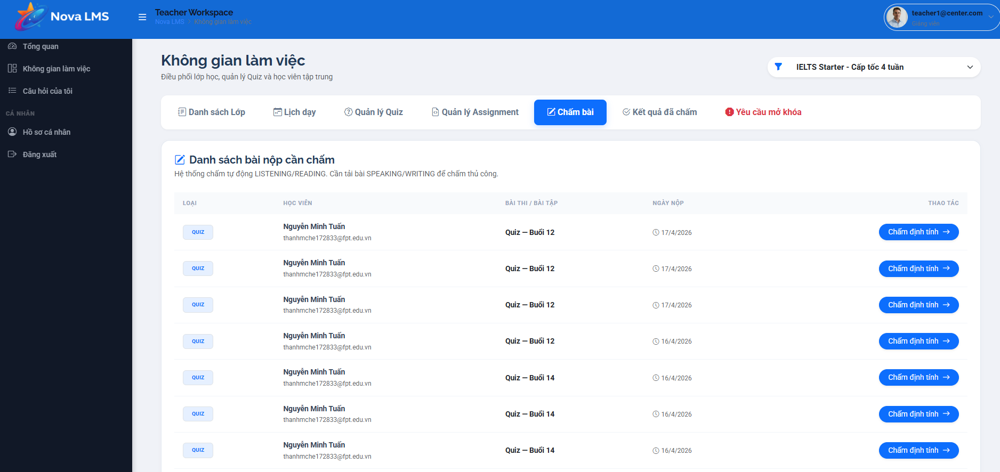 Nova LMS
Teacher Workspace
Nova LMS > Không gian làm việc
teacher1@center.com
Giảng viên
Tổng quan
Không gian làm việc
Câu hỏi của tôi
CÁ NHÂN
Hồ sơ cá nhân
Đăng xuất
Không gian làm việc
Điều phối lớp học, quản lý Quiz và học viên tập trung
IELTS Starter - Cấp tốc 4 tuần
Danh sách Lớp
Lịch dạy
Quản lý Quiz
Quản lý Assignment
Chấm bài
Kết quả đã chấm
Yêu cầu mở khóa
Danh sách bài nộp cần chấm
Hệ thống chấm tự động LISTENING/READING. Cần tải bài SPEAKING/WRITING để chấm thủ công.
LOẠI HỌC VIÊN BÀI THI / BÀI TẬP NGÀY NỘP THAO TÁC
QUIZ Nguyễn Minh Tuấn Quiz — Buổi 12 17/4/2026 Chấm định tính →
thanhmche172833@fpt.edu.vn
QUIZ Nguyễn Minh Tuấn Quiz — Buổi 12 17/4/2026 Chấm định tính →
thanhmche172833@fpt.edu.vn
QUIZ Nguyễn Minh Tuấn Quiz — Buổi 12 17/4/2026 Chấm định tính →
thanhmche172833@fpt.edu.vn
QUIZ Nguyễn Minh Tuấn Quiz — Buổi 12 16/4/2026 Chấm định tính →
thanhmche172833@fpt.edu.vn
QUIZ Nguyễn Minh Tuấn Quiz — Buổi 14 16/4/2026 Chấm định tính →
thanhmche172833@fpt.edu.vn
QUIZ Nguyễn Minh Tuấn Quiz — Buổi 14 16/4/2026 Chấm định tính →
thanhmche172833@fpt.edu.vn
QUIZ Nguyễn Minh Tuấn Quiz — Buổi 14 16/4/2026 Chấm định tính →
thanhmche172833@fpt.edu.vn